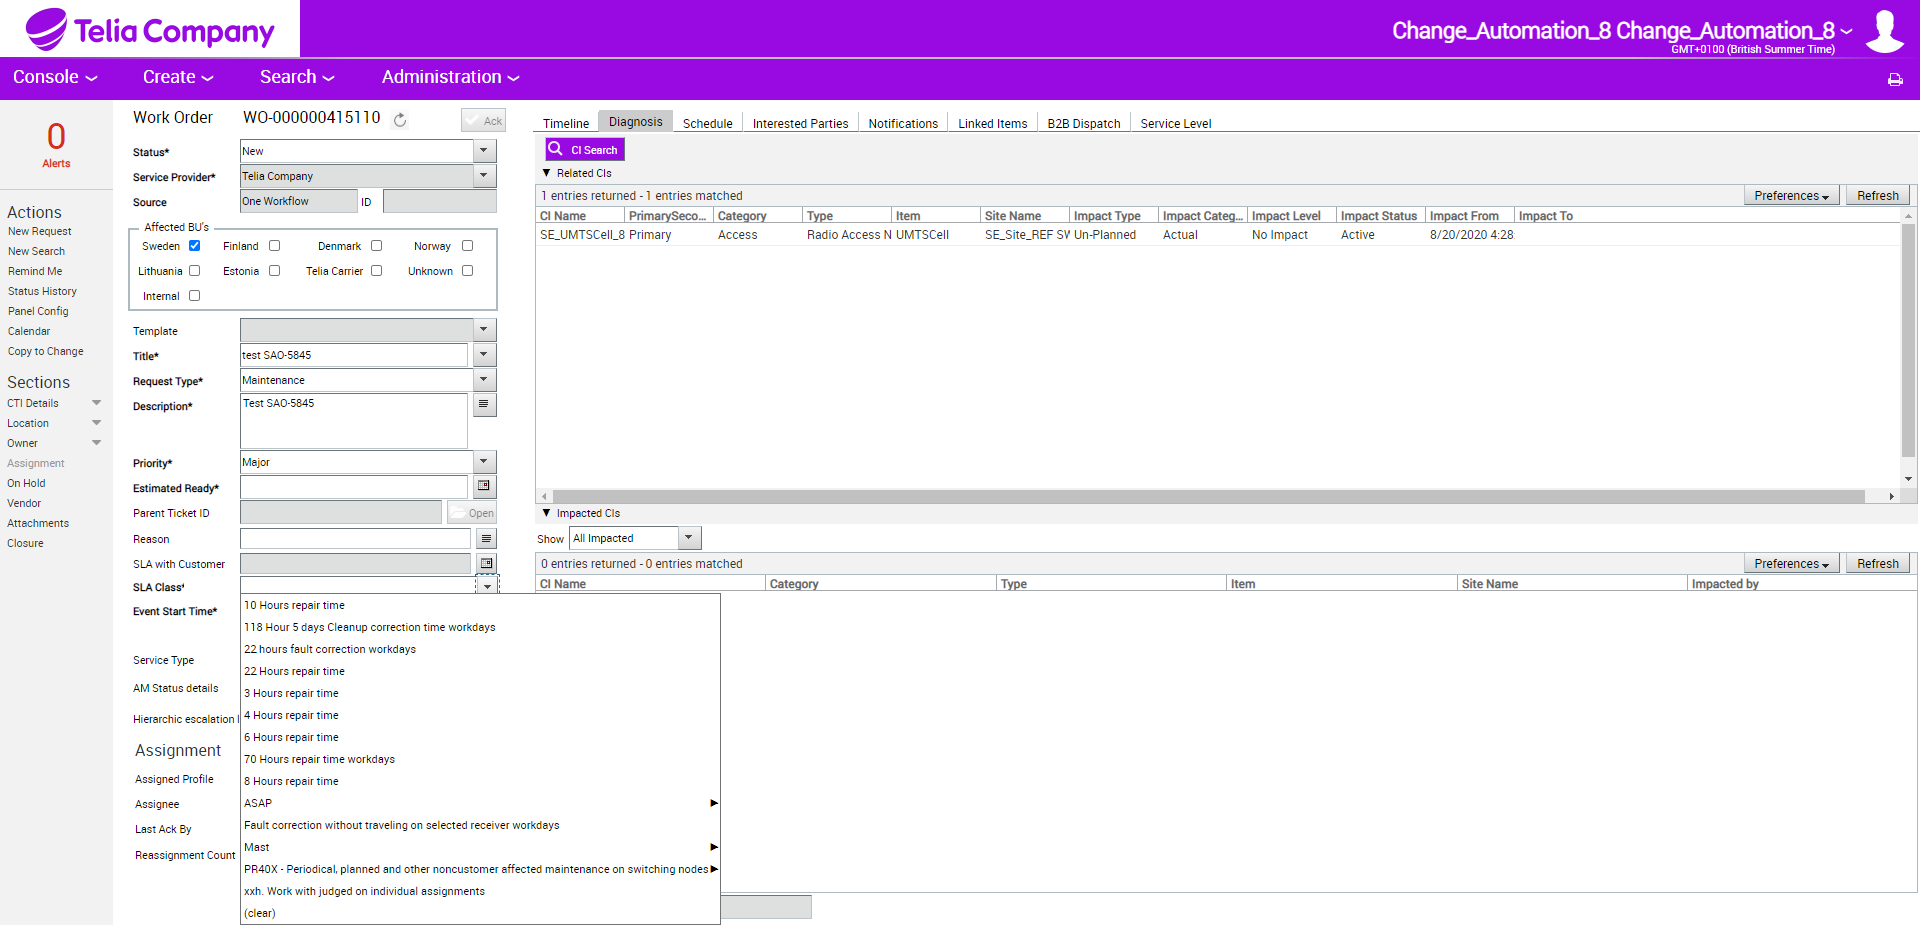 Telia Company
Change_Automation_8 Change_Automation_8
GMT+0100 (British Summer Time)
Console Create Search Administration
0
Alerts
Actions
New Request
New Search
Remind Me
Status History
Panel Config
Calendar
Copy to Change
Sections
CTI Details
Location
Owner
Assignment
On Hold
Vendor
Attachments
Closure
Work Order WO-000000415110 Ack
Status* New
Service Provider* Telia Company
Source One Workflow ID
Affected BU's
Sweden Finland Denmark Norway
Lithuania Estonia Telia Carrier Unknown
Internal
Template
Title* test SAO-5845
Request Type* Maintenance
Description* Test SAO-5845
Priority* Major
Estimated Ready*
Parent Ticket ID Open
Reason
SLA with Customer
SLA Class*
Event Start Time*
Service Type
AM Status details
Hierarchic escalation
Assignment
Assigned Profile
Assignee
Last Ack By
Reassignment Count
10 Hours repair time
118 Hour 5 days Cleanup correction time workdays
22 hours fault correction workdays
22 Hours repair time
3 Hours repair time
4 Hours repair time
6 Hours repair time
70 Hours repair time workdays
8 Hours repair time
ASAP
Fault correction without traveling on selected receiver workdays
Mast
PR40X - Periodical, planned and other noncustomer affected maintenance on switching nodes
xxh. Work with judged on individual assignments
(clear)
Timeline Diagnosis Schedule Interested Parties Notifications Linked Items B2B Dispatch Service Level
CI Search
Related CIs
1 entries returned - 1 entries matched Preferences Refresh
CI Name PrimarySeco... Category Type Item Site Name Impact Type Impact Categ... Impact Level Impact Status Impact From Impact To
SE_UMTSCell_8 Primary Access Radio Access N UMTSCell SE_Site_REF SW Un-Planned Actual No Impact Active 8/20/2020 4:28:
Impacted CIs
Show All Impacted
0 entries returned - 0 entries matched Preferences Refresh
CI Name Category Type Item Site Name Impacted by